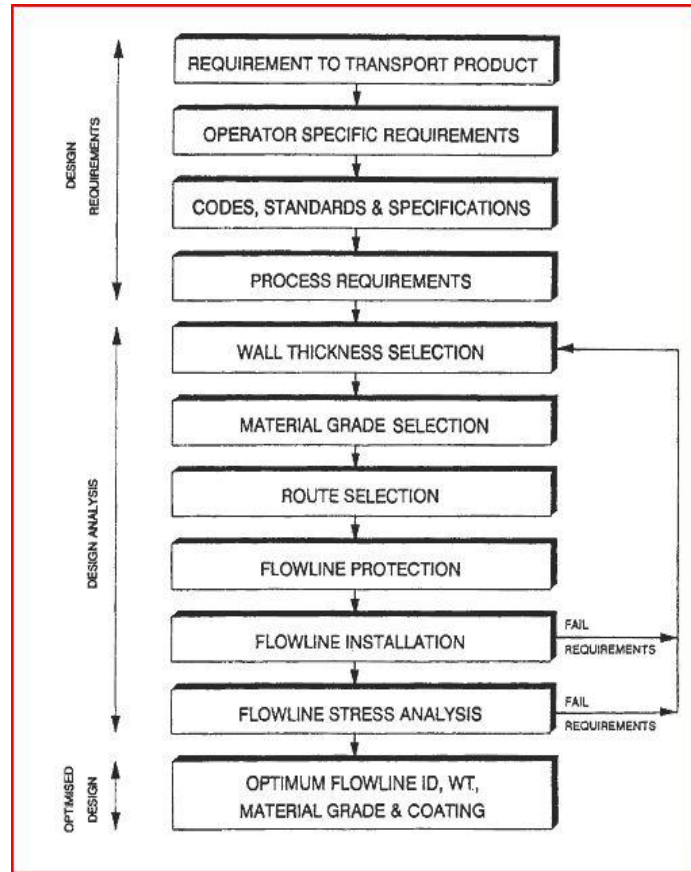 REQUIREMENT TO TRANSPORT PRODUCT
OPERATOR SPECIFIC REQUIREMENTS
CODES, STANDARDS & SPECIFICATIONS
PROCESS REQUIREMENTS
DESIGN
REQUIREMENTS
WALL THICKNESS SELECTION
MATERIAL GRADE SELECTION
ROUTE SELECTION
FLOWLINE PROTECTION
FLOWLINE INSTALLATION
FAIL
REQUIREMENTS
FLOWLINE STRESS ANALYSIS
FAIL
REQUIREMENTS
DESIGN ANALYSIS
OPTIMUM FLOWLINE ID, WT,
MATERIAL GRADE & COATING
OPTIMISED
DESIGN